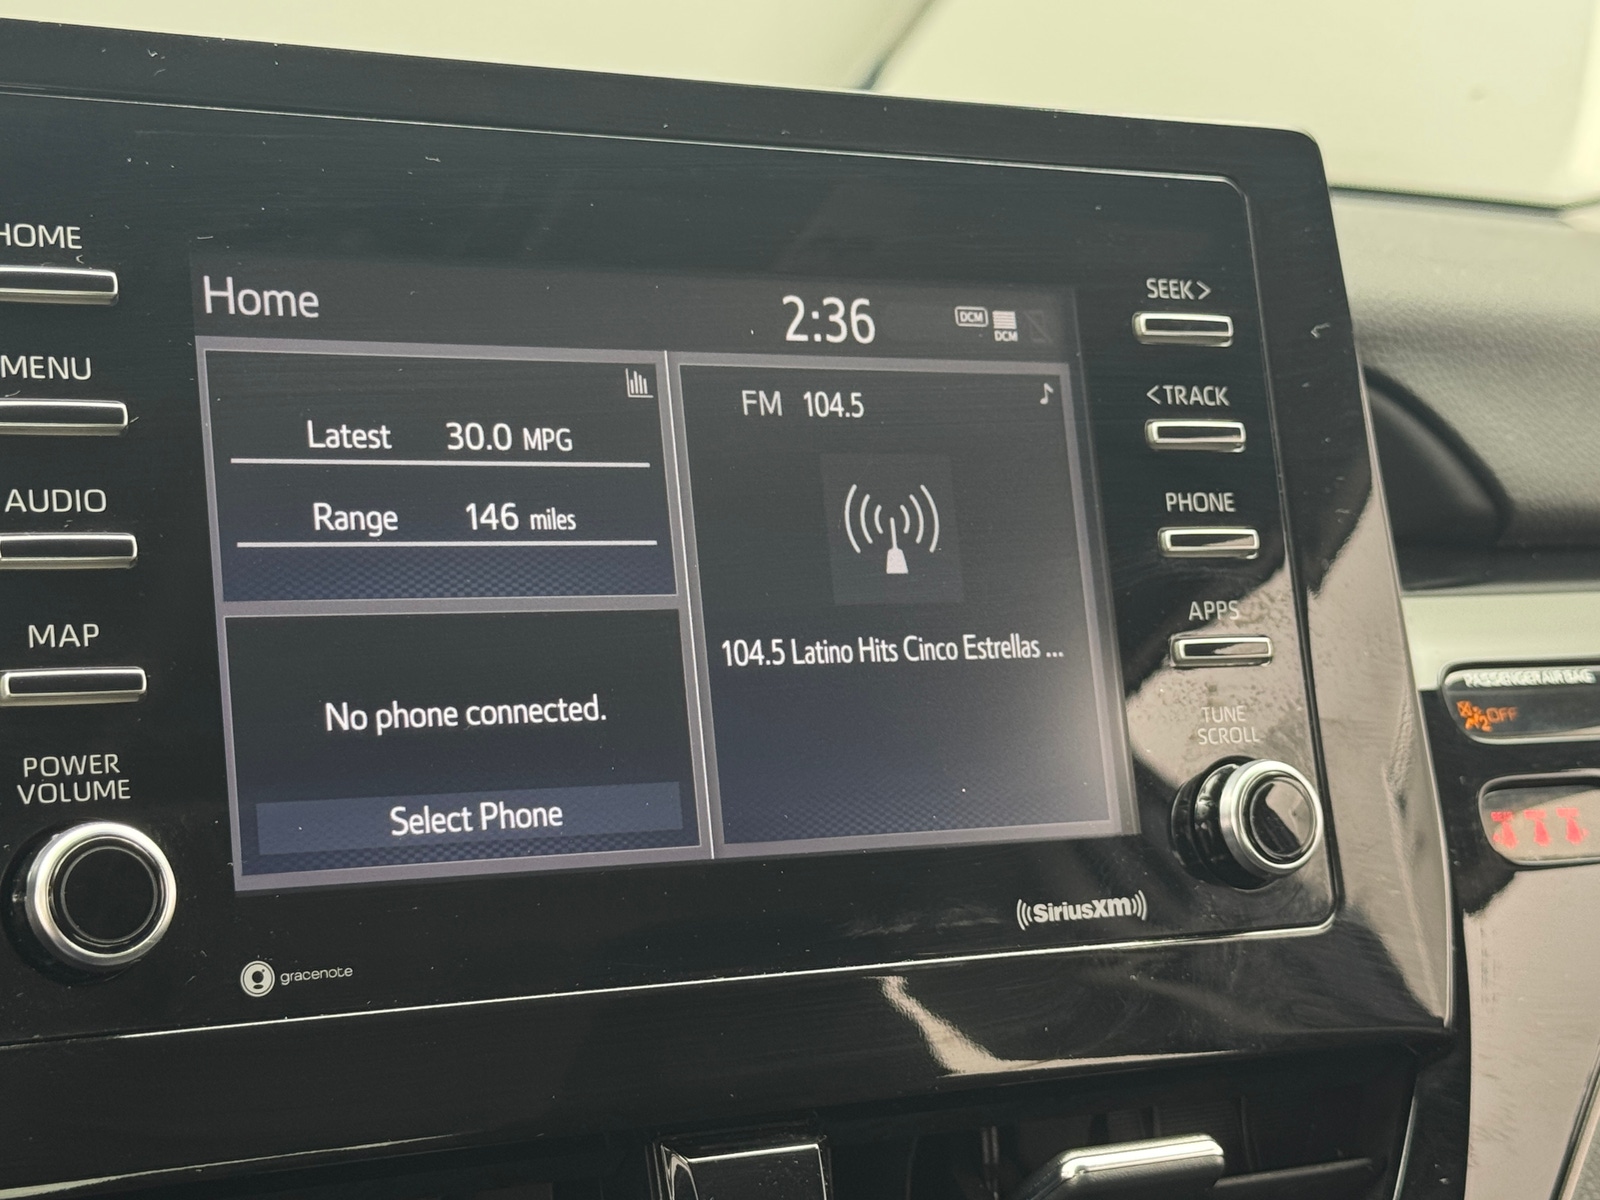 HOME
MENU
AUDIO
MAP
POWER
VOLUME
Home
2:36
DCM
DCM
Latest 30.0 MPG
Range 146 miles
No phone connected.
Select Phone
FM 104.5
104.5 Latino Hits Cinco Estrellas ...
SEEK>
<TRACK
PHONE
APPS
TUNE
SCROLL
gracenote
SiriusXM
PASSENGER AIR BAG
OFF